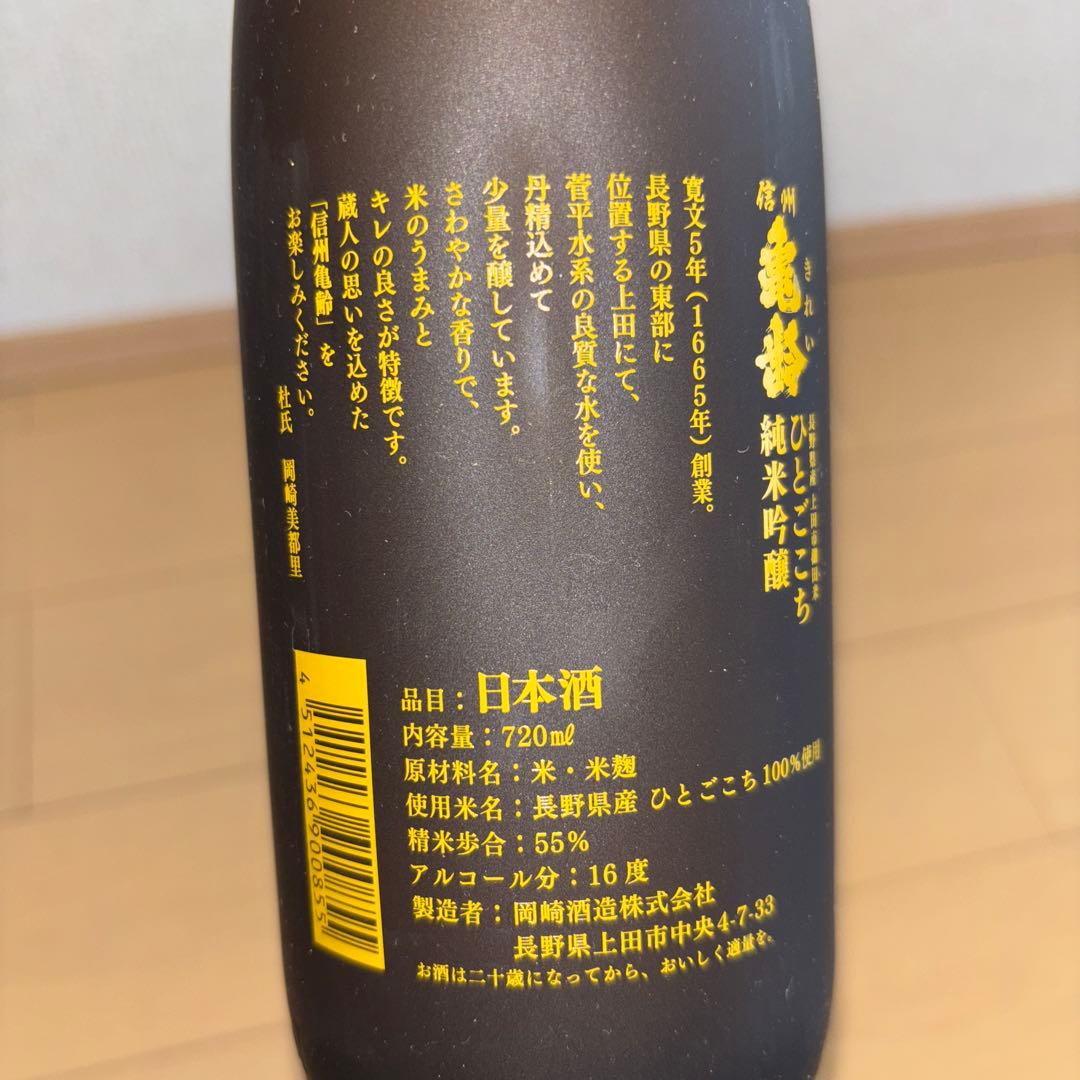 信州
亀齢
きれい
長野県産 上田市
ひとごこち
純米吟醸
寛文5年(1665年)創業。
長野県の東部に
位置する上田にて、
菅平水系の良質な水を使い、
丹精込めて
少量を醸しています。
さわやかな香りで、
米のうまみと
キレの良さが特徴です。
蔵人の思いを込めた
「信州亀齢」を
お楽しみください。
杜氏 岡崎美都里
品目:日本酒
内容量:720㎖
原材料名:米・米麹
使用米名:長野県産 ひとごこち100%使用
精米歩合:55%
アルコール分:16度
製造者:岡崎酒造株式会社
長野県上田市中央4-7-33
お酒は二十歳になってから、おいしく適量を。
4 512436 900855